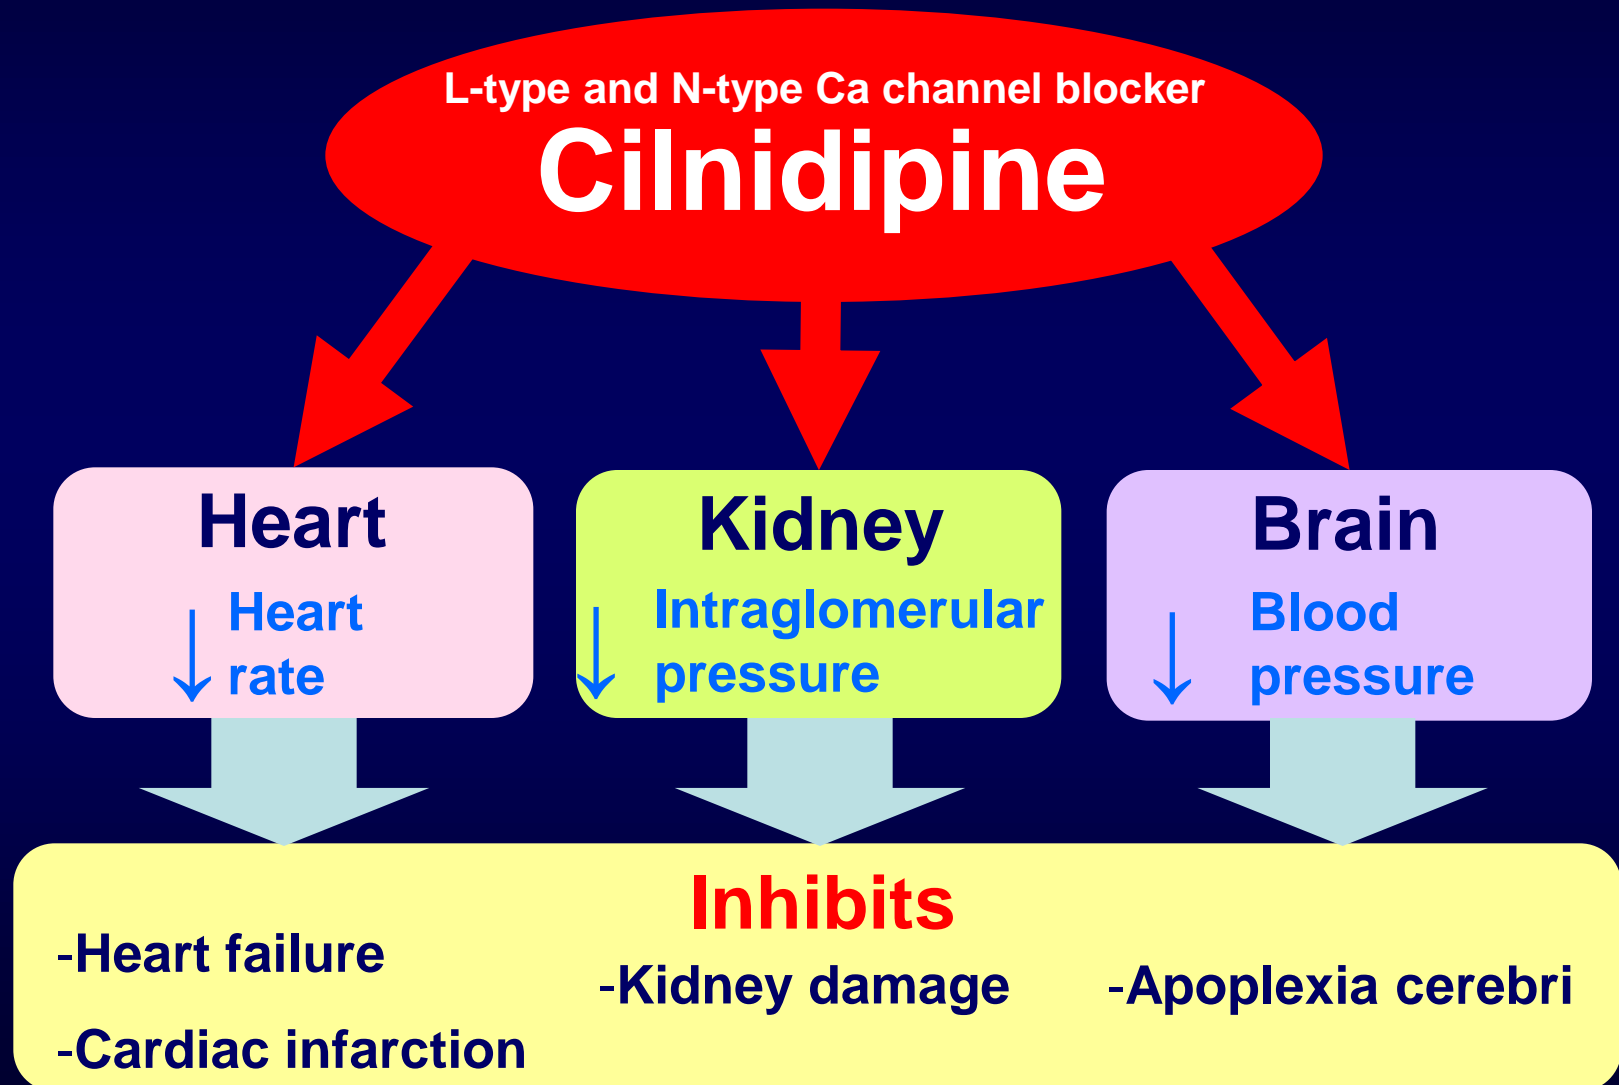 L-type and N-type Ca channel blocker
Cilnidipine
Heart
↓ Heart
rate
Kidney
↓ Intraglomerular
pressure
Brain
↓ Blood
pressure
Inhibits
-Heart failure
-Cardiac infarction
-Kidney damage
-Apoplexia cerebri